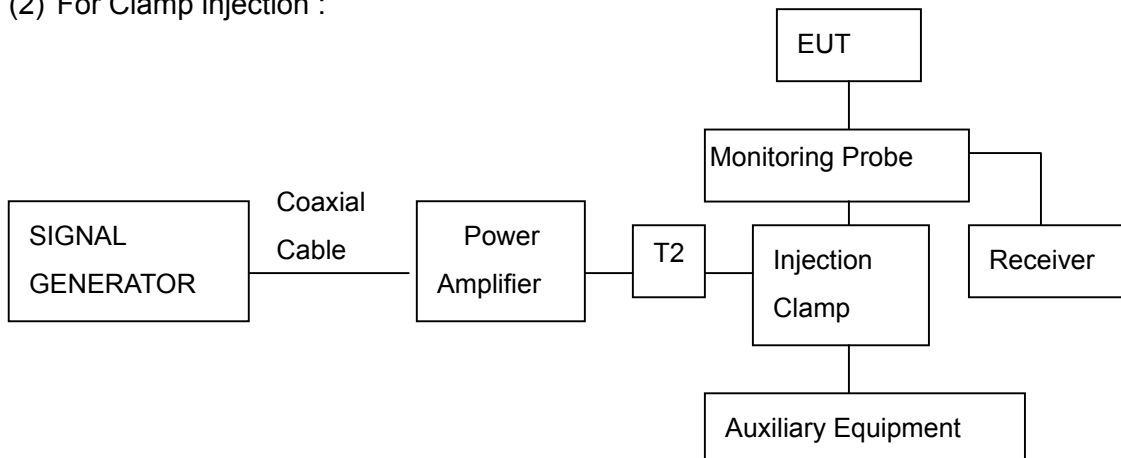 (2) For Clamp injection :
EUT
Monitoring Probe
Coaxial
Cable
SIGNAL
GENERATOR
Power
Amplifier
T2
Injection
Clamp
Receiver
Auxiliary Equipment